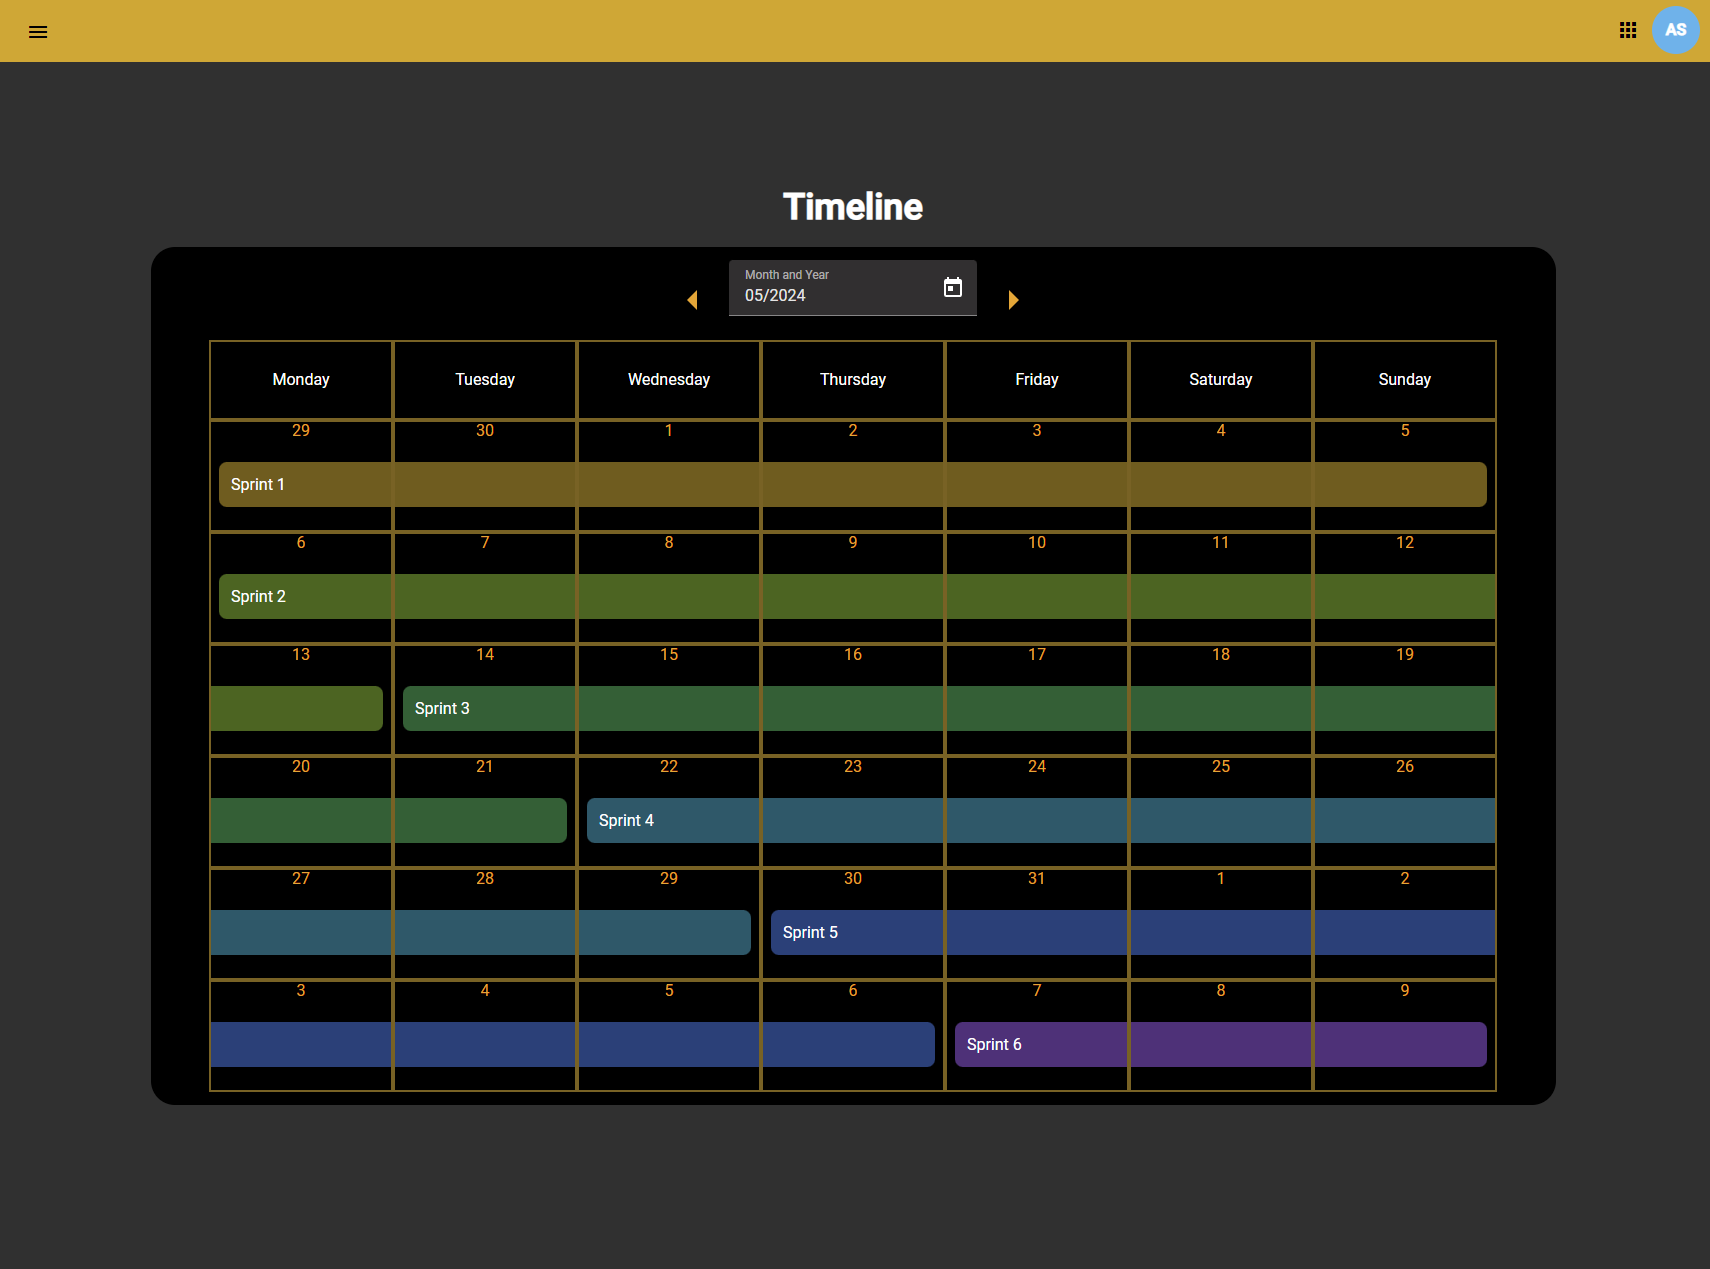 AS
Timeline
Month and Year
05/2024
Monday Tuesday Wednesday Thursday Friday Saturday Sunday
29 30 1 2 3 4 5
Sprint 1
6 7 8 9 10 11 12
Sprint 2
13 14 15 16 17 18 19
Sprint 3
20 21 22 23 24 25 26
Sprint 4
27 28 29 30 31 1 2
Sprint 5
3 4 5 6 7 8 9
Sprint 6